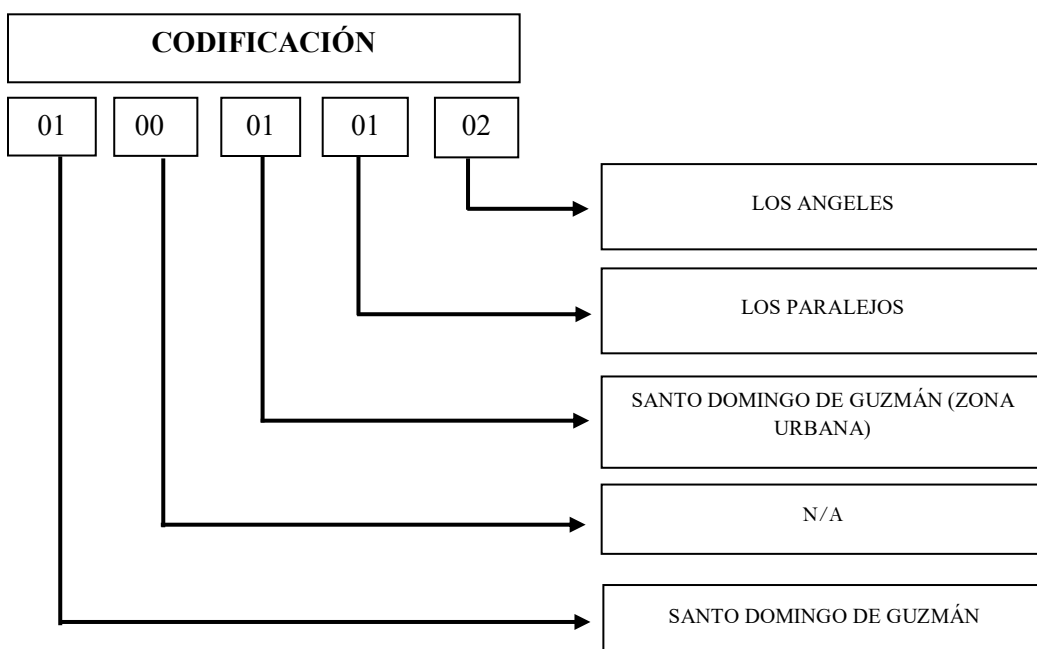 CODIFICACIÓN
01 00 01 01 02
LOS ANGELES
LOS PARALEJOS
SANTO DOMINGO DE GUZMÁN (ZONA
URBANA)
N/A
SANTO DOMINGO DE GUZMÁN